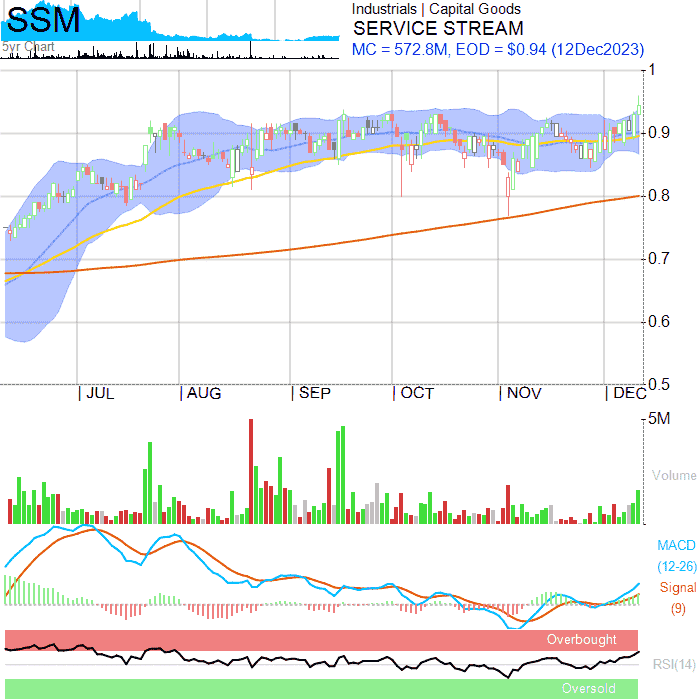 SSM
5yr Chart
Industrials | Capital Goods
SERVICE STREAM
MC = 572.8M, EOD = $0.94 (12Dec2023)
1
0.9
0.8
0.7
0.6
0.5
| JUL | AUG | SEP | OCT | NOV | DEC
5M
Volume
MACD
(12-26)
Signal
(9)
Overbought
RSI(14)
Oversold